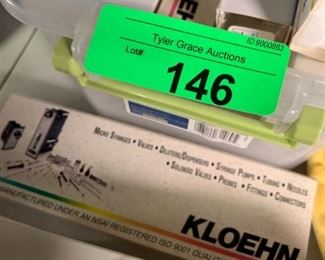 ID:9000863
Tyler Grace Auctions
Lot#:
146
MICRO SYRINGES • VALVES • DILUTERS/DISPENSERS • SYRINGE PUMPS • TUBING • NEEDLES
• SOLENOID VALVES • PROBES • FITTINGS • CONNECTORS
KLOEHN
MANUFACTURED UNDER AN NSAI REGISTERED ISO 9001 QUALITY